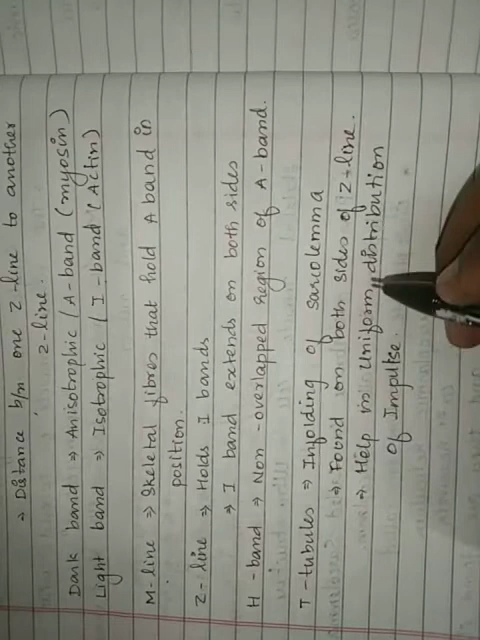 ⇒ Distance b/n one Z-line to another
Z-line.
Dark band ⇒ Aniisotrophic (A-band (myosin)
Light band ⇒ Isotrophic (I-band (Actin)
M-line ⇒ Skeletal fibres that hold A band in
position.
Z-line ⇒ Holds I bands
⇒ I band extends on both sides
H-band ⇒ Non-overlapped region of A-band.
T-tubules ⇒ Infolding of sarcolemma
⇒ Found on both sides of Z-line.
⇒ Help in Uniform distribution
of Impulse.